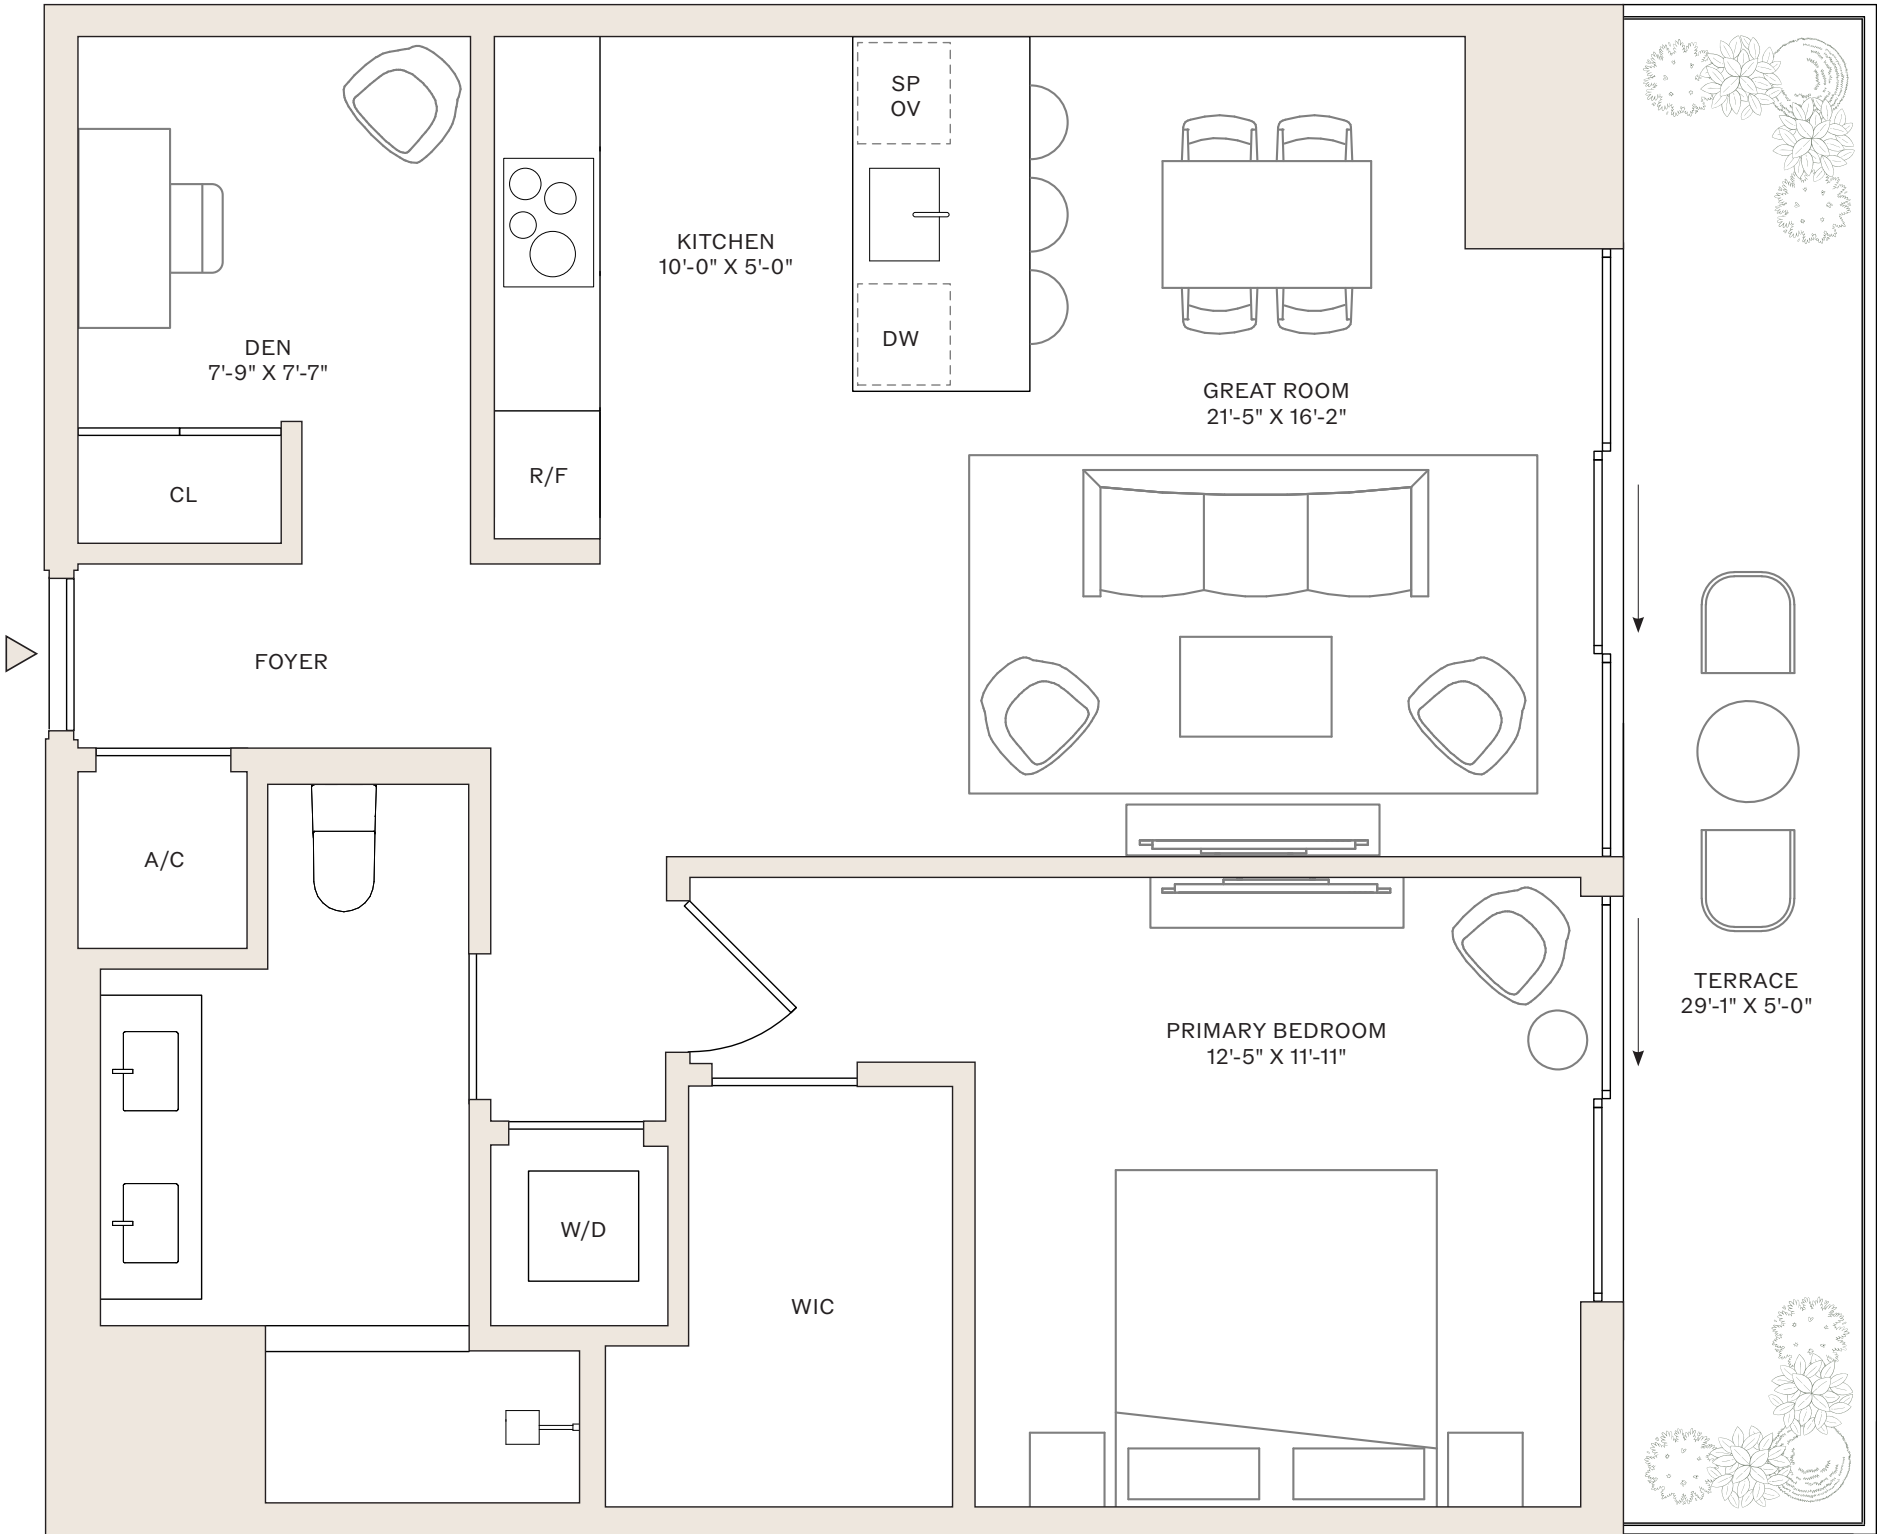 SP
OV
KITCHEN
10'-0" X 5'-0"
DW
DEN
7'-9" X 7'-7"
GREAT ROOM
21'-5" X 16'-2"
R/F
CL
FOYER
A/C
TERRACE
29'-1" X 5'-0"
PRIMARY BEDROOM
12'-5" X 11'-11"
W/D
WIC